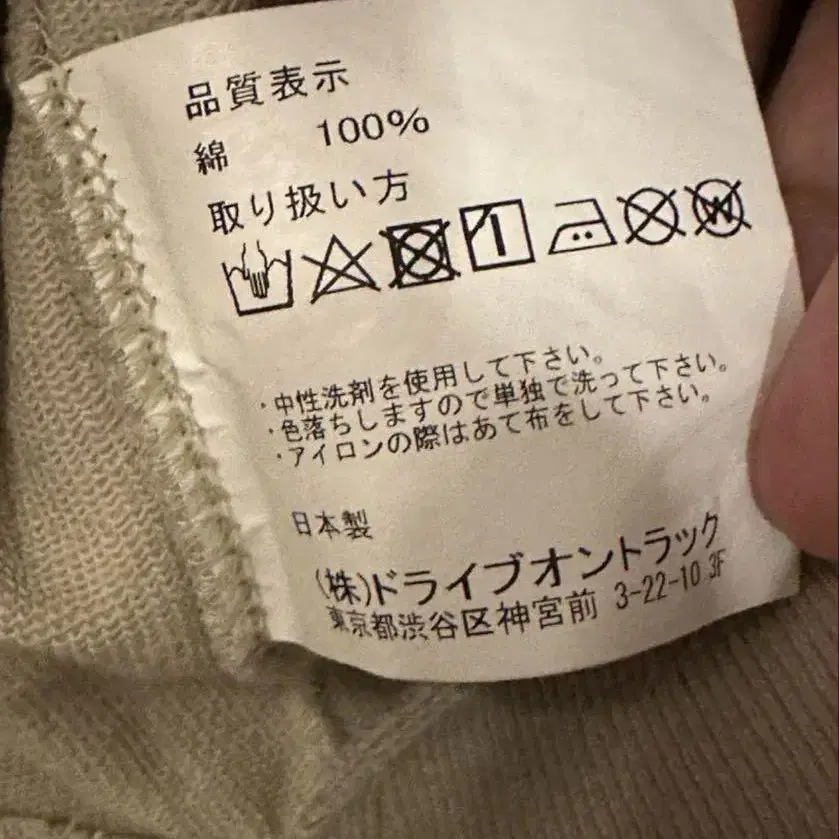 品質表示
綿 100%
取り扱い方
W
・中性洗剤を使用して下さい。
・色落ちしますので単独で洗って下さい。
・アイロンの際はあて布をして下さい。
日本製
(株)ドライブオントラック
東京都渋谷区神宮前 3-22-10 3F